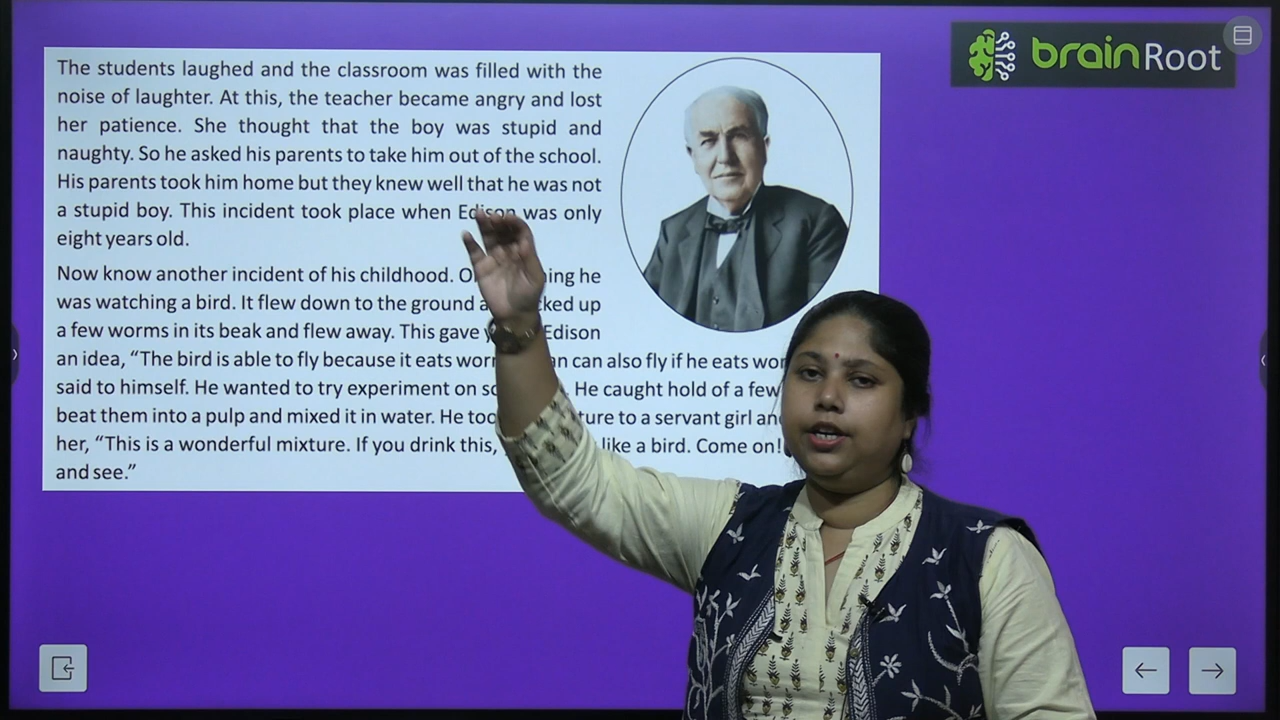 brainRoot
The students laughed and the classroom was filled with the
noise of laughter. At this, the teacher became angry and lost
her patience. She thought that the boy was stupid and
naughty. So he asked his parents to take him out of the school.
His parents took him home but they knew well that he was not
a stupid boy. This incident took place when Edison was only
eight years old.
Now know another incident of his childhood. he
was watching a bird. It flew down to the ground up
a few worms in its beak and flew away. This gave Edison
an idea, “The bird is able to fly because it eats can also fly if he eats
said to himself. He wanted to try experiment on He caught hold of a few
beat them into a pulp and mixed it in water. He to a servant girl
her, “This is a wonderful mixture. If you drink this, like a bird. Come on!
and see.”